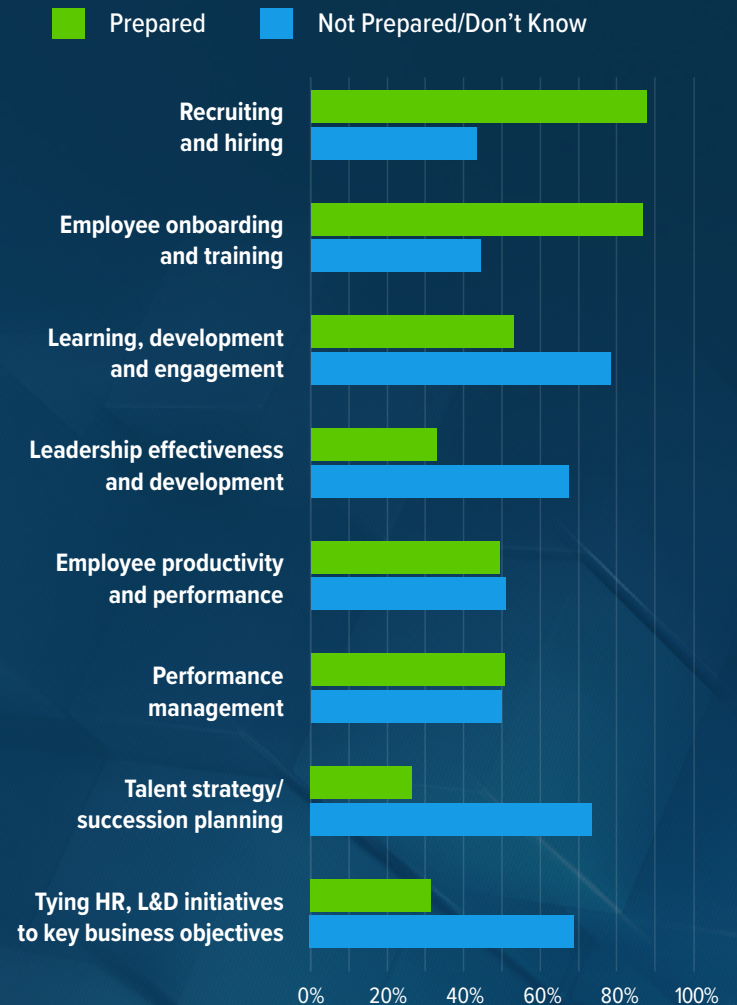 Prepared
Not Prepared/Don’t Know
Recruiting
and hiring
Employee onboarding
and training
Learning, development
and engagement
Leadership effectiveness
and development
Employee productivity
and performance
Performance
management
Talent strategy/
succession planning
Tying HR, L&D initiatives
to key business objectives
0% 20% 40% 60% 80% 100%